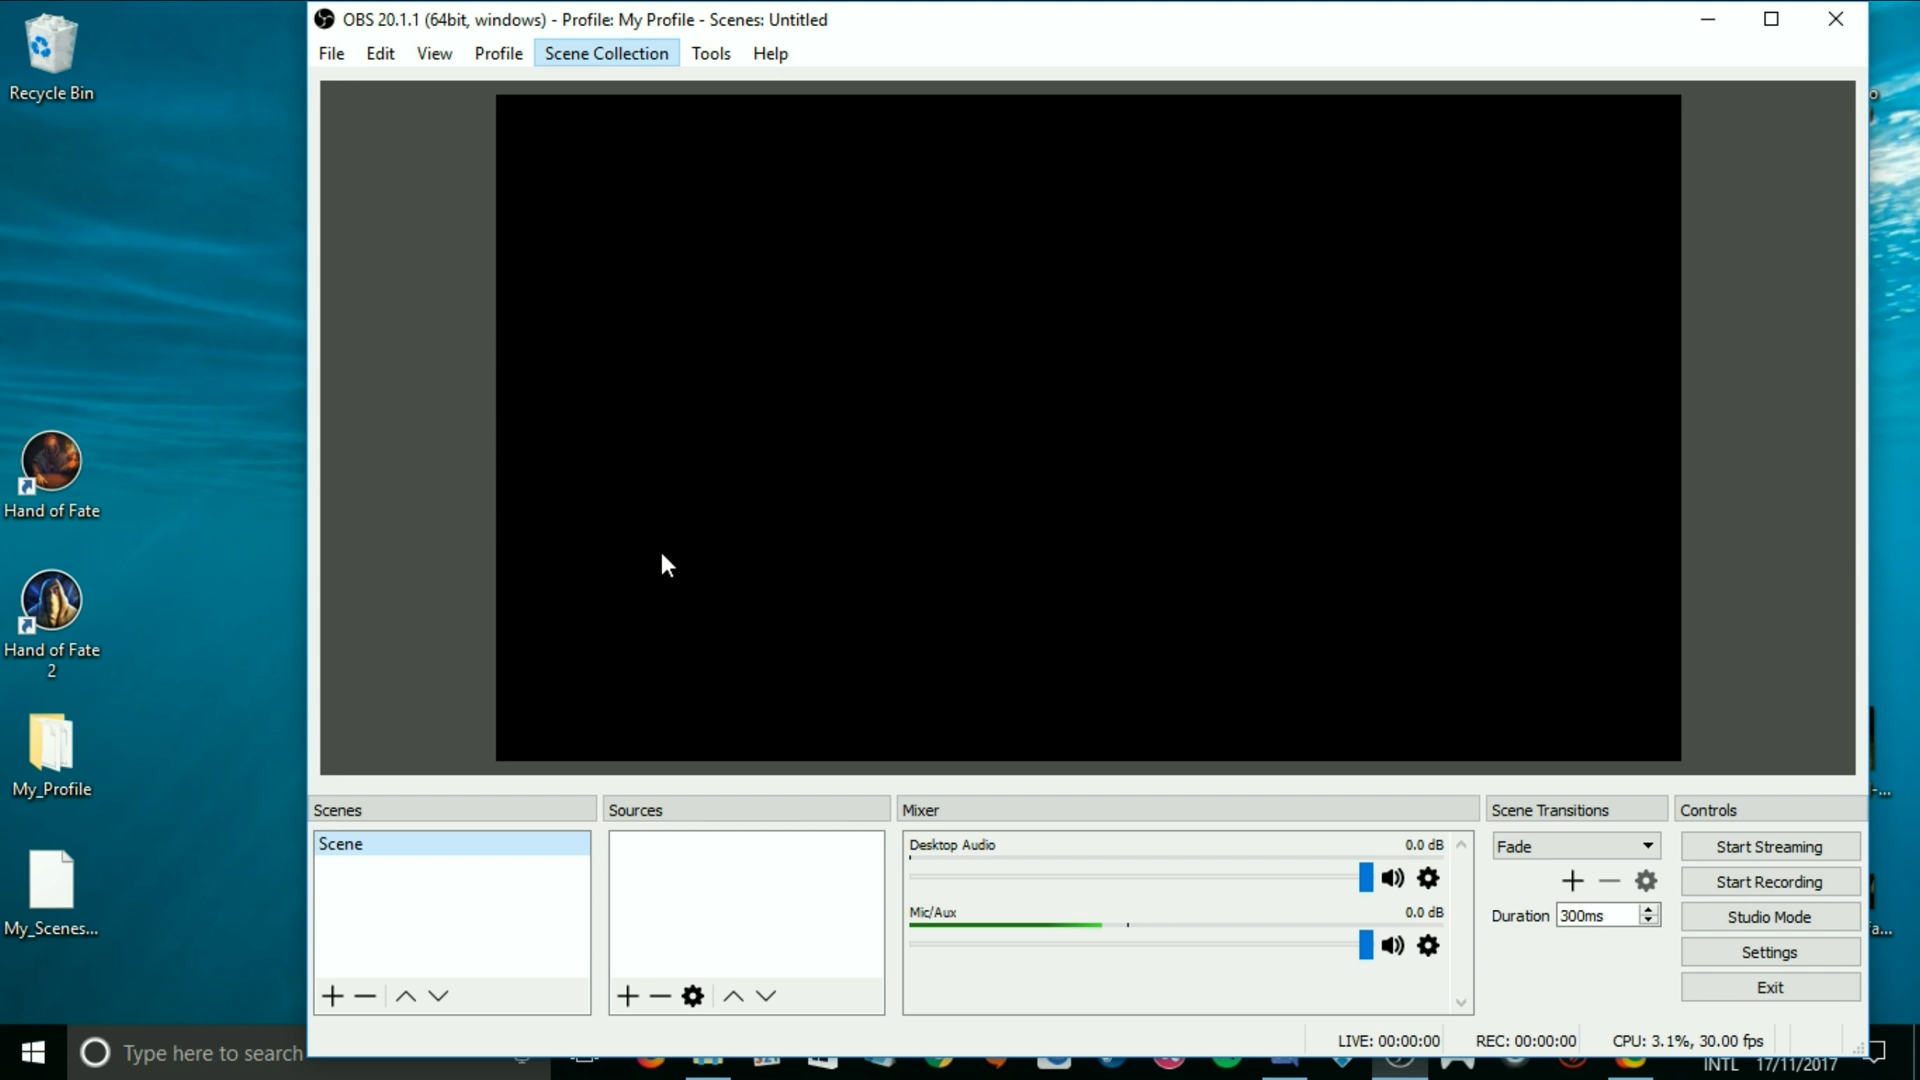 Recycle Bin
Hand of Fate
Hand of Fate
2
My_Profile
My_Scenes...
OBS 20.1.1 (64bit, windows) - Profile: My Profile - Scenes: Untitled
File Edit View Profile Scene Collection Tools Help
Scenes
Scene
Sources
Mixer
Desktop Audio 0.0 dB
Mic/Aux 0.0 dB
Scene Transitions
Fade
Duration 300ms
Controls
Start Streaming
Start Recording
Studio Mode
Settings
Exit
LIVE: 00:00:00 REC: 00:00:00 CPU: 3.1%, 30.00 fps
Type here to search
INTL 17/11/2017